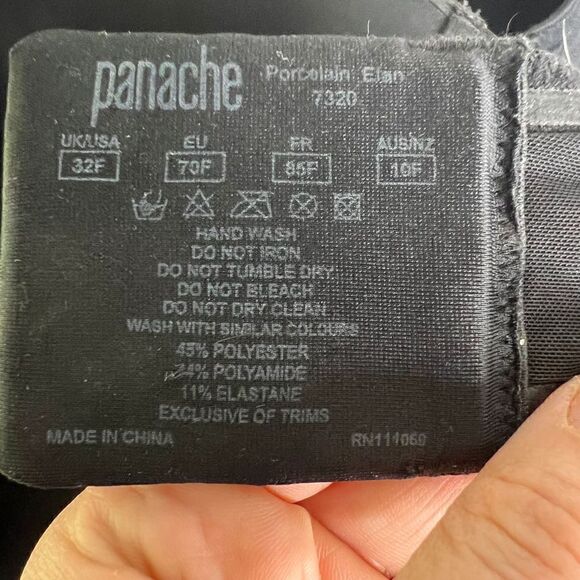 panache Porcelain Elan
7320
UK/USA EU FR AUS/NZ
32F 70F 85F 10F
HAND WASH
DO NOT IRON
DO NOT TUMBLE DRY
DO NOT BLEACH
DO NOT DRY CLEAN
WASH WITH SIMILAR COLOURS
45% POLYESTER
POLYAMIDE
11% ELASTANE
EXCLUSIVE OF TRIMS
MADE IN CHINA RN111060